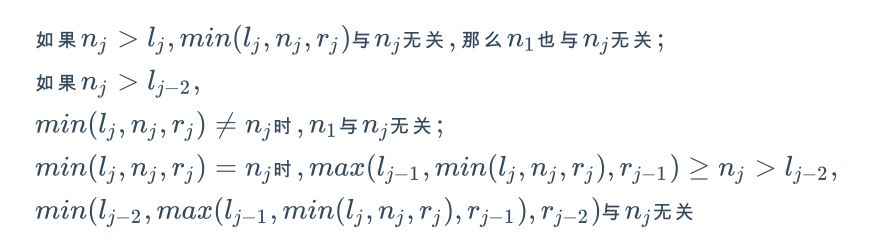 如果 $n_j > l_j, min(l_j, n_j, r_j)$与$n_j$无关，那么$n_1$也与$n_j$无关；
如果 $n_j > l_{j-2},$
$min(l_j, n_j, r_j) \neq n_j$时，$n_1$与$n_j$无关；
$min(l_j, n_j, r_j) = n_j$时，$max(l_{j-1}, min(l_j, n_j, r_j), r_{j-1}) \geq n_j > l_{j-2},$
$min(l_{j-2}, max(l_{j-1}, min(l_j, n_j, r_j), r_{j-1}), r_{j-2})$与$n_j$无关